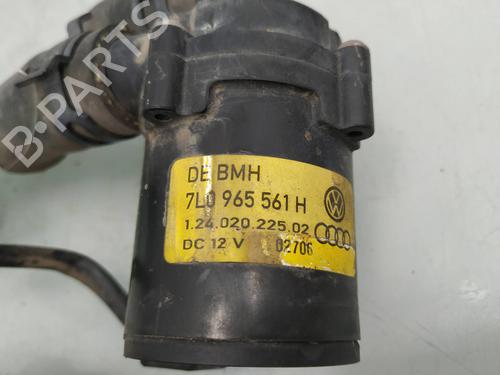 B-PARTS
DE BMH
7L0 965 561 H
1.24.020.225.02
DC 12 V 02706